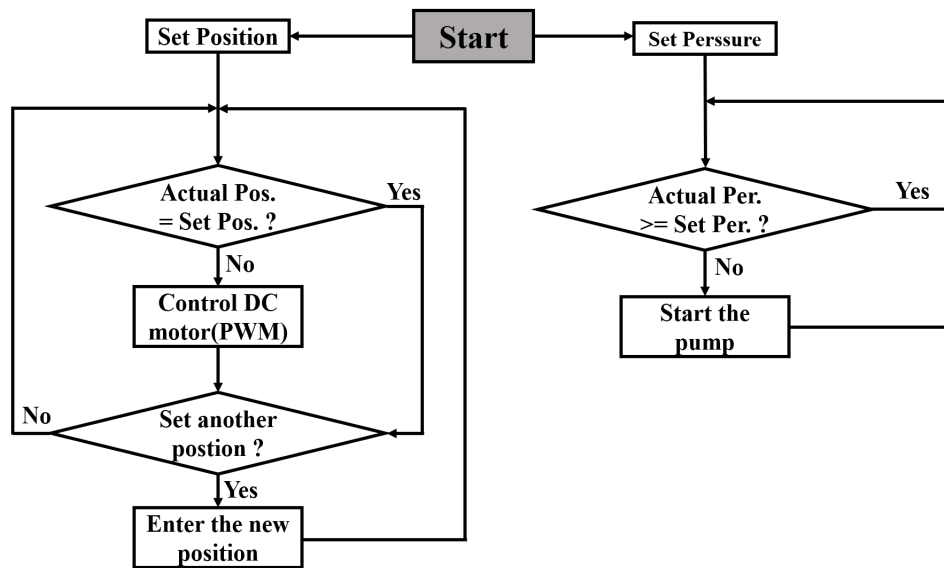 Start
Set Position
Set Perssure
Actual Pos.
= Set Pos. ?
Yes
No
Control DC
motor(PWM)
No
Set another
postion ?
Yes
Enter the new
position
Actual Per.
>= Set Per. ?
Yes
No
Start the
pump